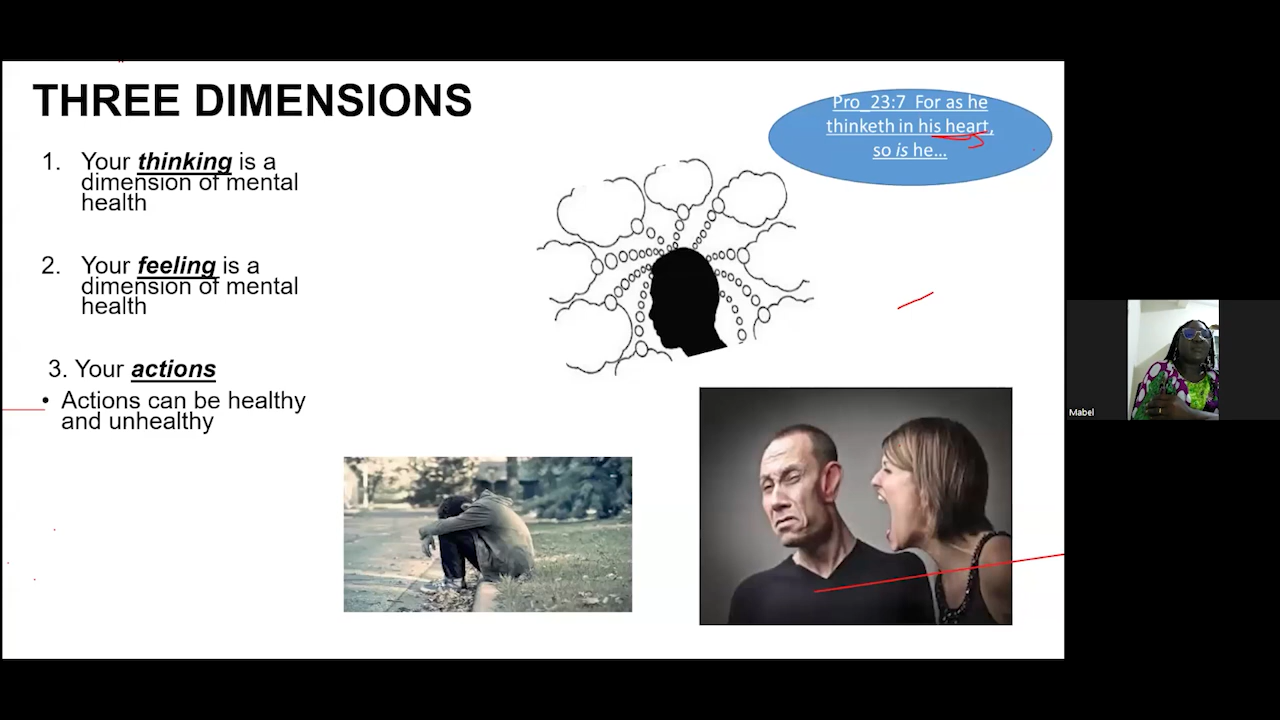 THREE DIMENSIONS
Pro_23:7 For as he
thinketh in his heart,
so is he...
1. Your thinking is a
dimension of mental
health
2. Your feeling is a
dimension of mental
health
3. Your actions
• Actions can be healthy
and unhealthy
Mabel